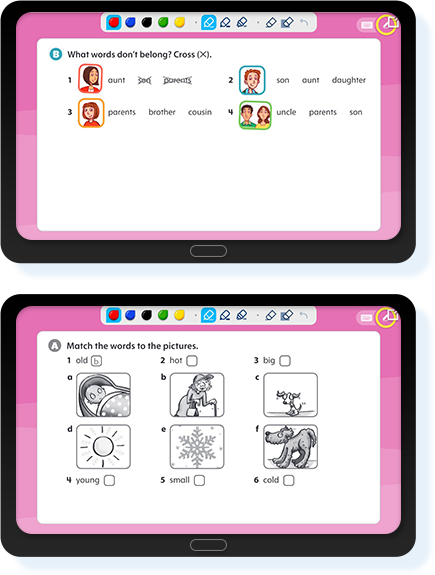 B What words don't belong? Cross (✕).
1 aunt son parents 2 son aunt daughter
3 parents brother cousin 4 uncle parents son
A Match the words to the pictures.
1 old b 2 hot 3 big
a b c
d e f
4 young 5 small 6 cold